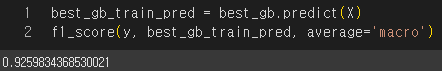 1 best_gb_train_pred = best_gb.predict(X)
2 f1_score(y, best_gb_train_pred, average='macro')
0.9259834368530021